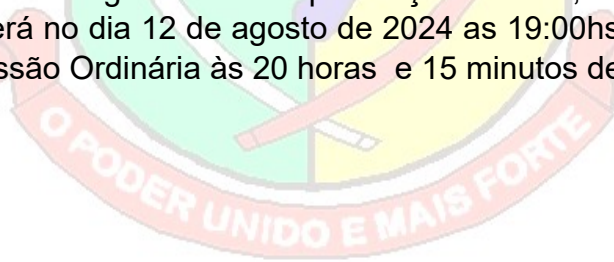 erá no dia 12 de agosto de 2024 as 19:00hs
ssão Ordinária às 20 horas e 15 minutos de
O PODER UNIDO E MAIS FORTE